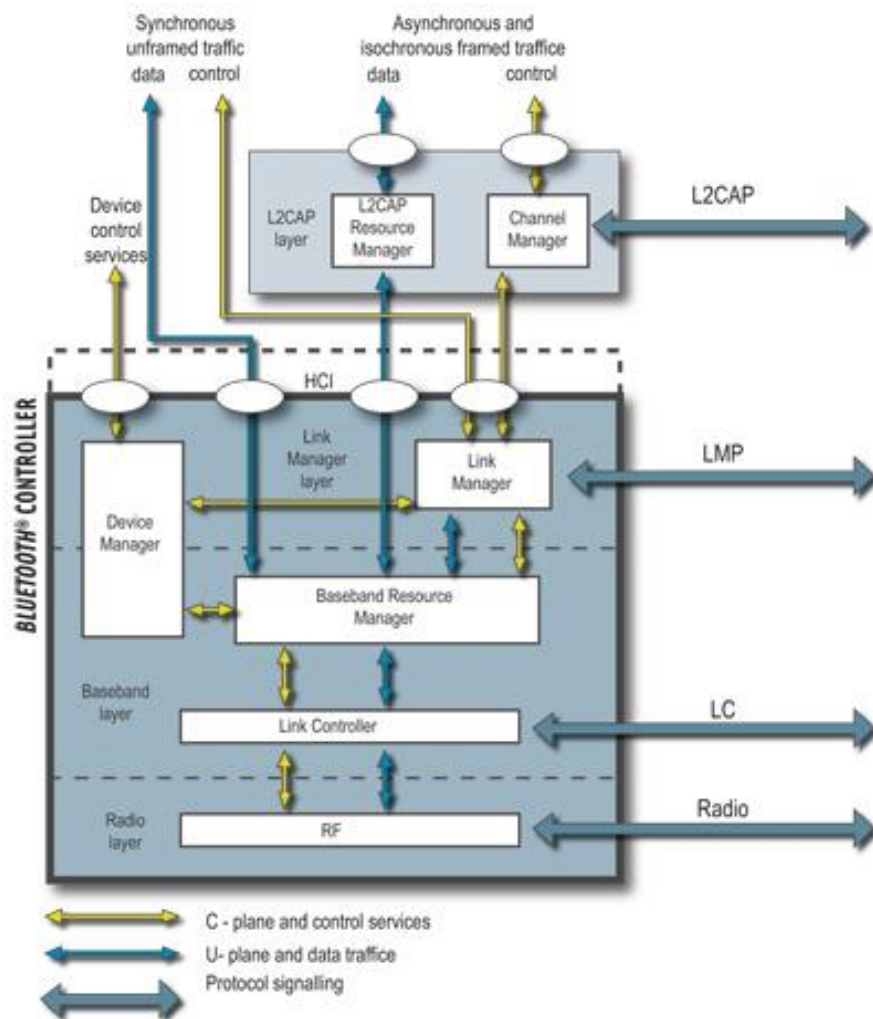 Synchronous
unframed traffic
data control
Asynchronous and
isochronous framed traffice
data control
Device
control
services
L2CAP
layer
L2CAP
Resource
Manager
Channel
Manager
L2CAP
HCI
BLUETOOTH® CONTROLLER
Link
Manager
layer
Link
Manager
LMP
Device
Manager
Baseband Resource
Manager
Baseband
layer
Link Controller
LC
Radio
layer
RF
Radio
C - plane and control services
U- plane and data traffice
Protocol signalling